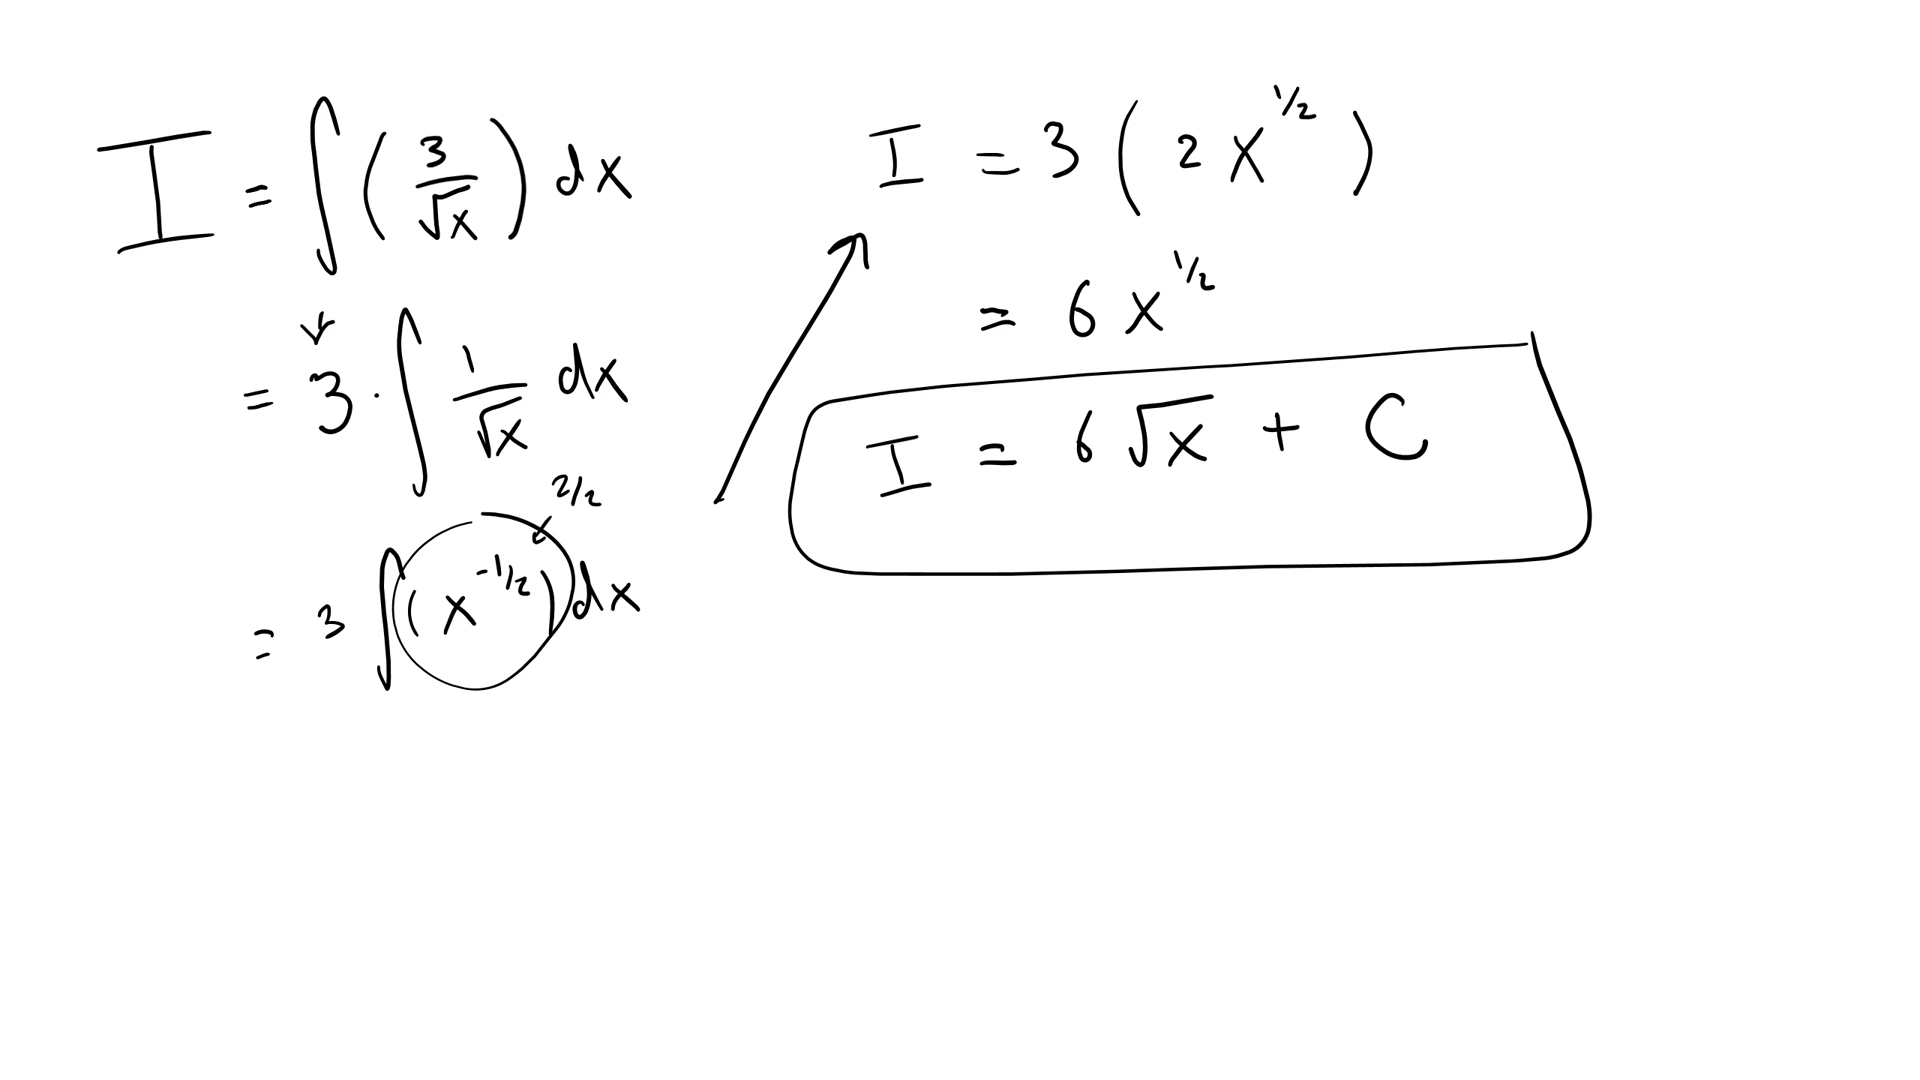 I = ∫ (3/√x) dx
= 3 · ∫ 1/√x dx
2/2
= 3 ∫ (x^(-1/2)) dx
I = 3 (2x^(1/2))
= 6x^(1/2)
I = 6√x + C